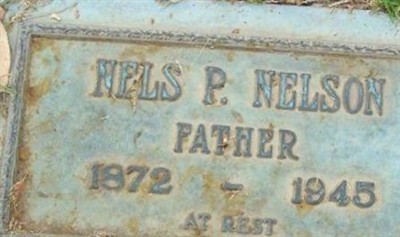 NELS P. NELSON
FATHER
1872 - 1945
AT REST